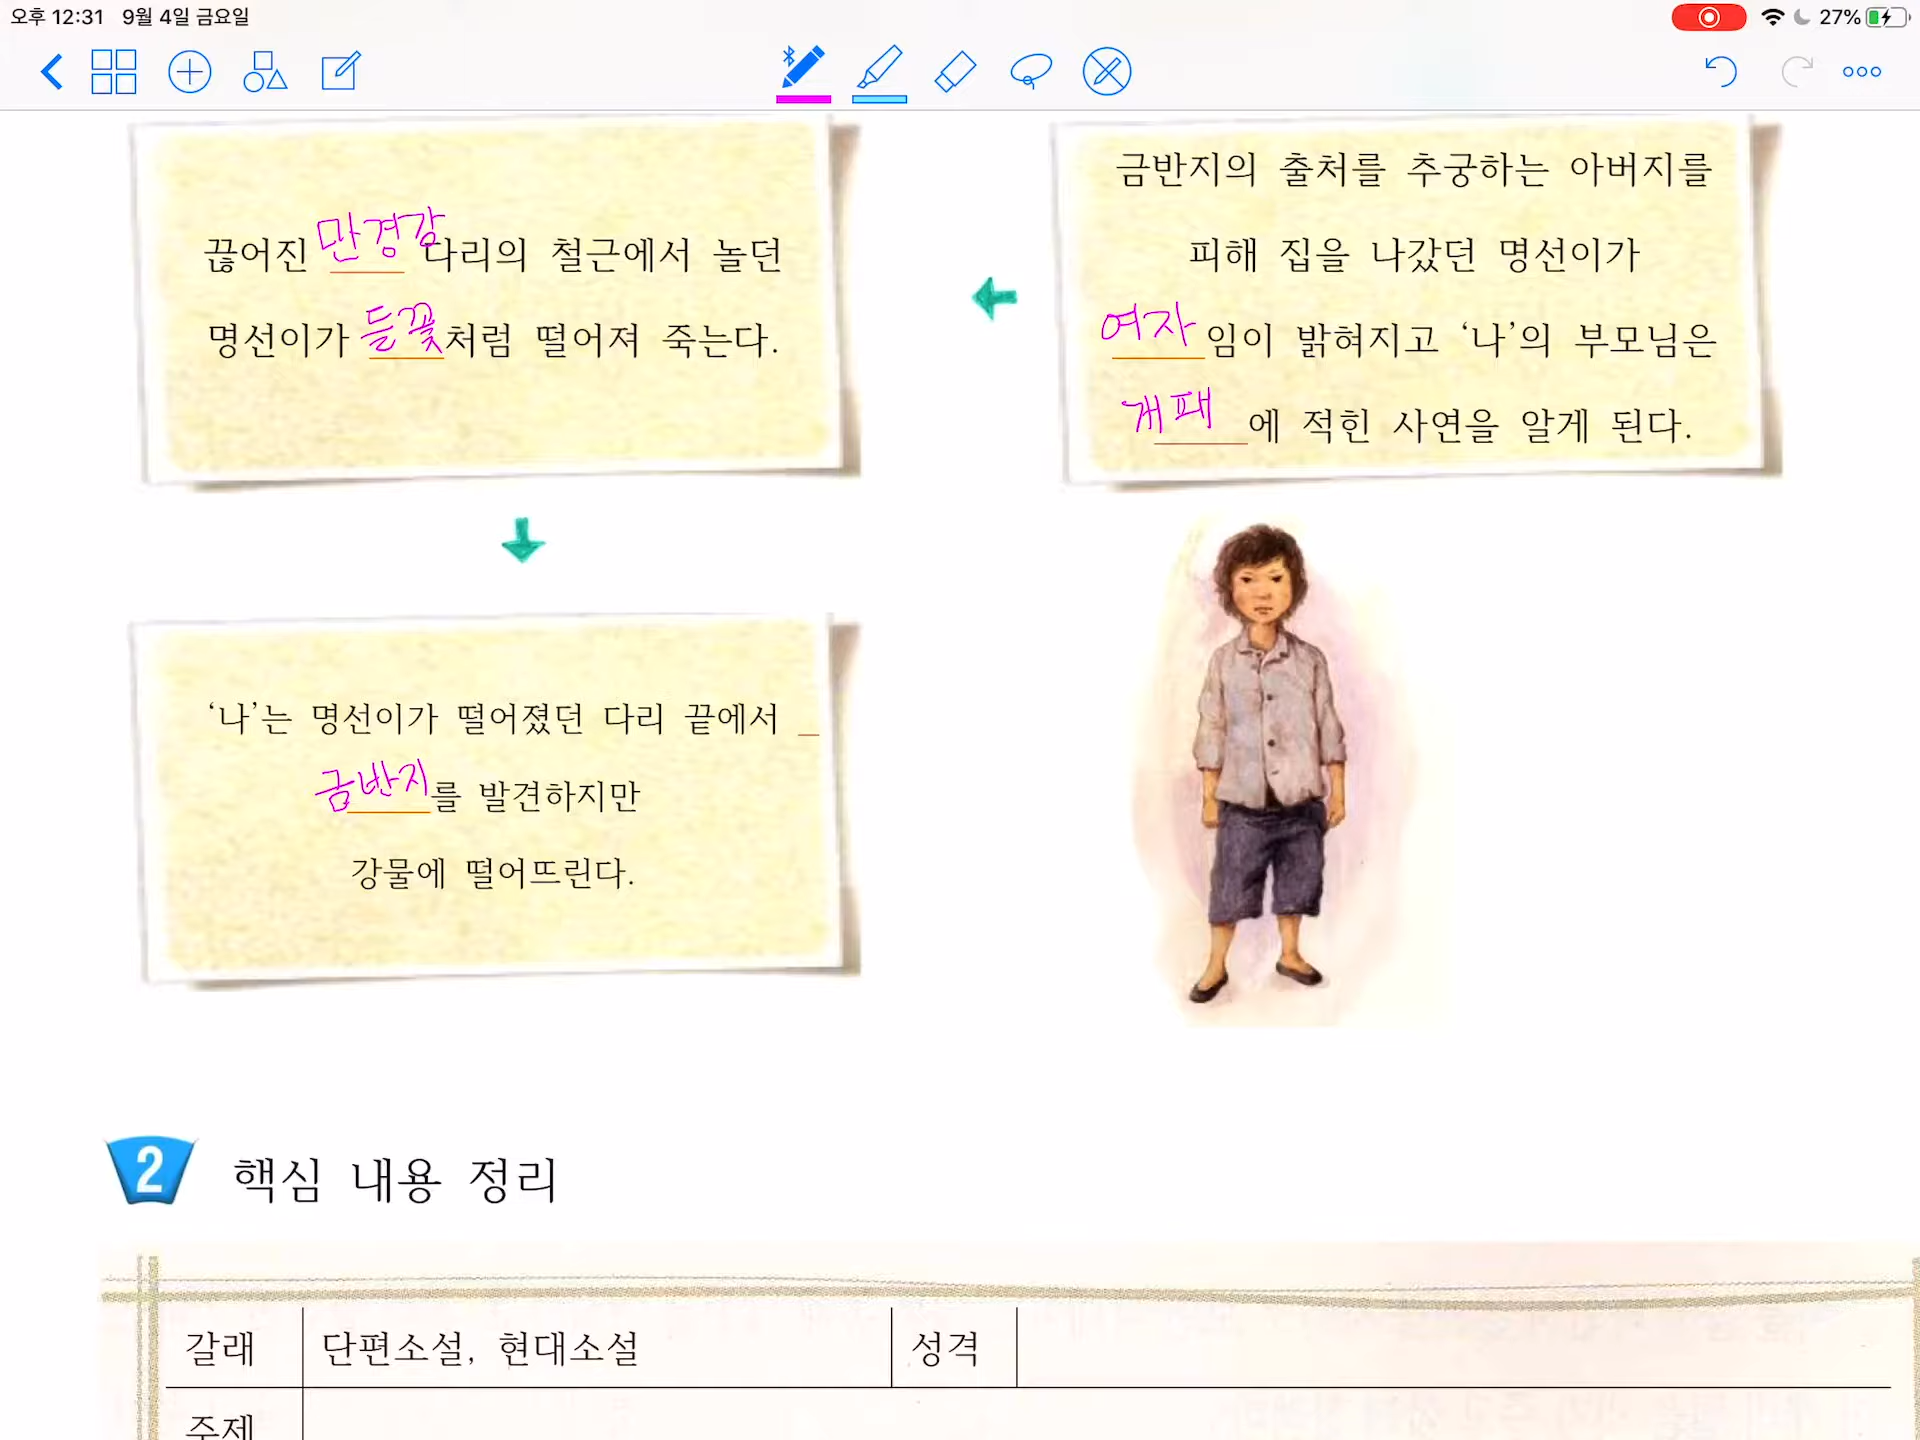 오후 12:31 9월 4일 금요일
27%
끊어진 만경강 다리의 철근에서 놀던
명선이가 들꽃처럼 떨어져 죽는다.
금반지의 출처를 추궁하는 아버지를
피해 집을 나갔던 명선이가
여자임이 밝혀지고 ‘나’의 부모님은
개패에 적힌 사연을 알게 된다.
‘나’는 명선이가 떨어졌던 다리 끝에서
금반지를 발견하지만
강물에 떨어뜨린다.
2 핵심 내용 정리
갈래 단편소설, 현대소설 성격
주제